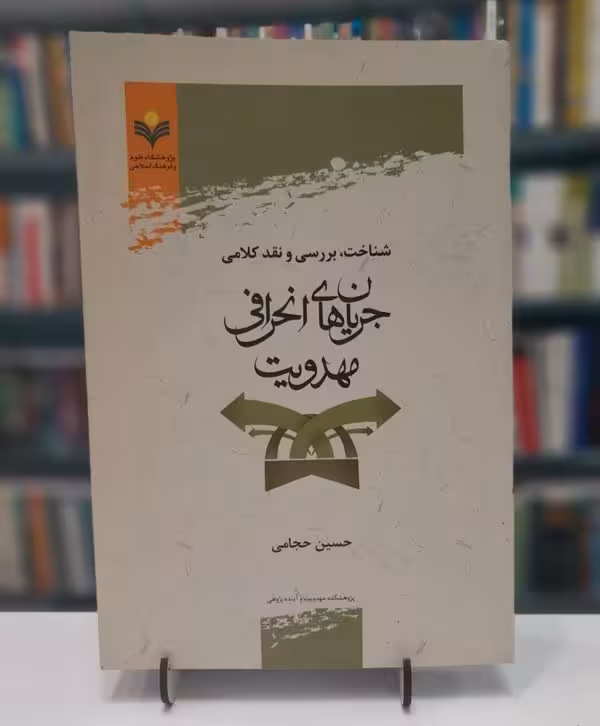 پژوهشگاه علوم
و فرهنگ اسلامی
شناخت، بررسی و نقد کلامی
جریان‌های انحرافی
مهدویت
حسین حجامی
پژوهشکده مهدویت و آینده‌پژوهی